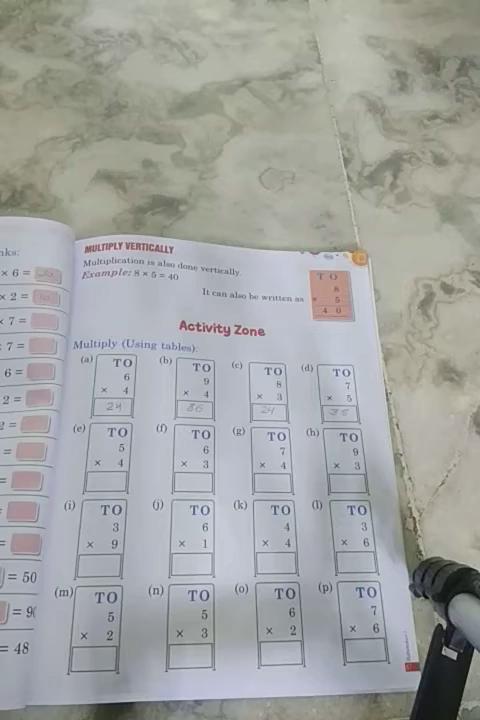 nks:
× 6 =
× 2 =
× 7 =
7 =
6 =
2 =
2 =
=
=
=
=
= 50
= 90
= 48
MULTIPLY VERTICALLY
Multiplication is also done vertically.
Example: 8 × 5 = 40
It can also be written as
T O
8
× 5
4 0
Activity Zone
Multiply (Using tables).
(a) T O
6
× 4
24
(b) T O
9
× 4
36
(c) T O
8
× 3
24
(d) T O
7
× 5
35
(e) T O
5
× 4
(f) T O
6
× 3
(g) T O
7
× 4
(h) T O
9
× 3
(i) T O
3
× 9
(j) T O
6
× 1
(k) T O
4
× 4
(l) T O
3
× 6
(m) T O
5
× 2
(n) T O
5
× 3
(o) T O
6
× 2
(p) T O
7
× 6